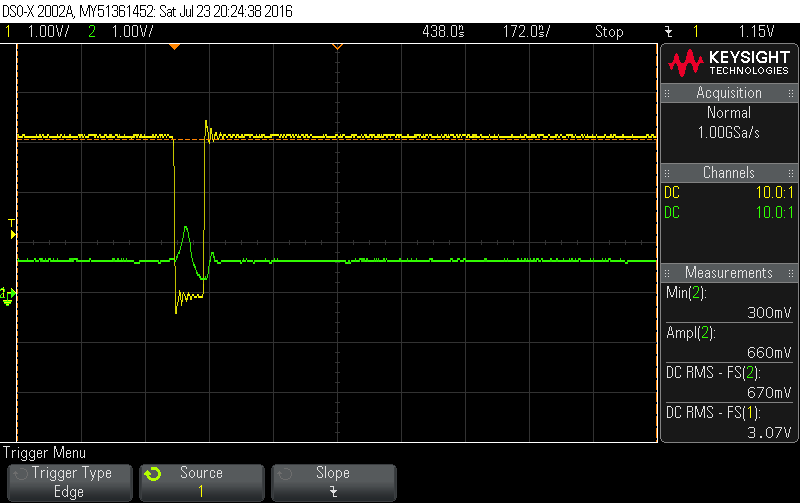 DSO-X 2002A, MY51361452: Sat Jul 23 20:24:38 2016
1 1.00V/ 2 1.00V/ 438.0ns 172.0ns/ Stop 1 1.15V
KEYSIGHT
TECHNOLOGIES
Acquisition
Normal
1.00GSa/s
Channels
DC 10.0:1
DC 10.0:1
Measurements
Min(2):
300mV
Ampl(2):
660mV
DC RMS - FS(2):
670mV
DC RMS - FS(1):
3.07V
T
2
Trigger Menu
Trigger Type
Edge
Source
1
Slope